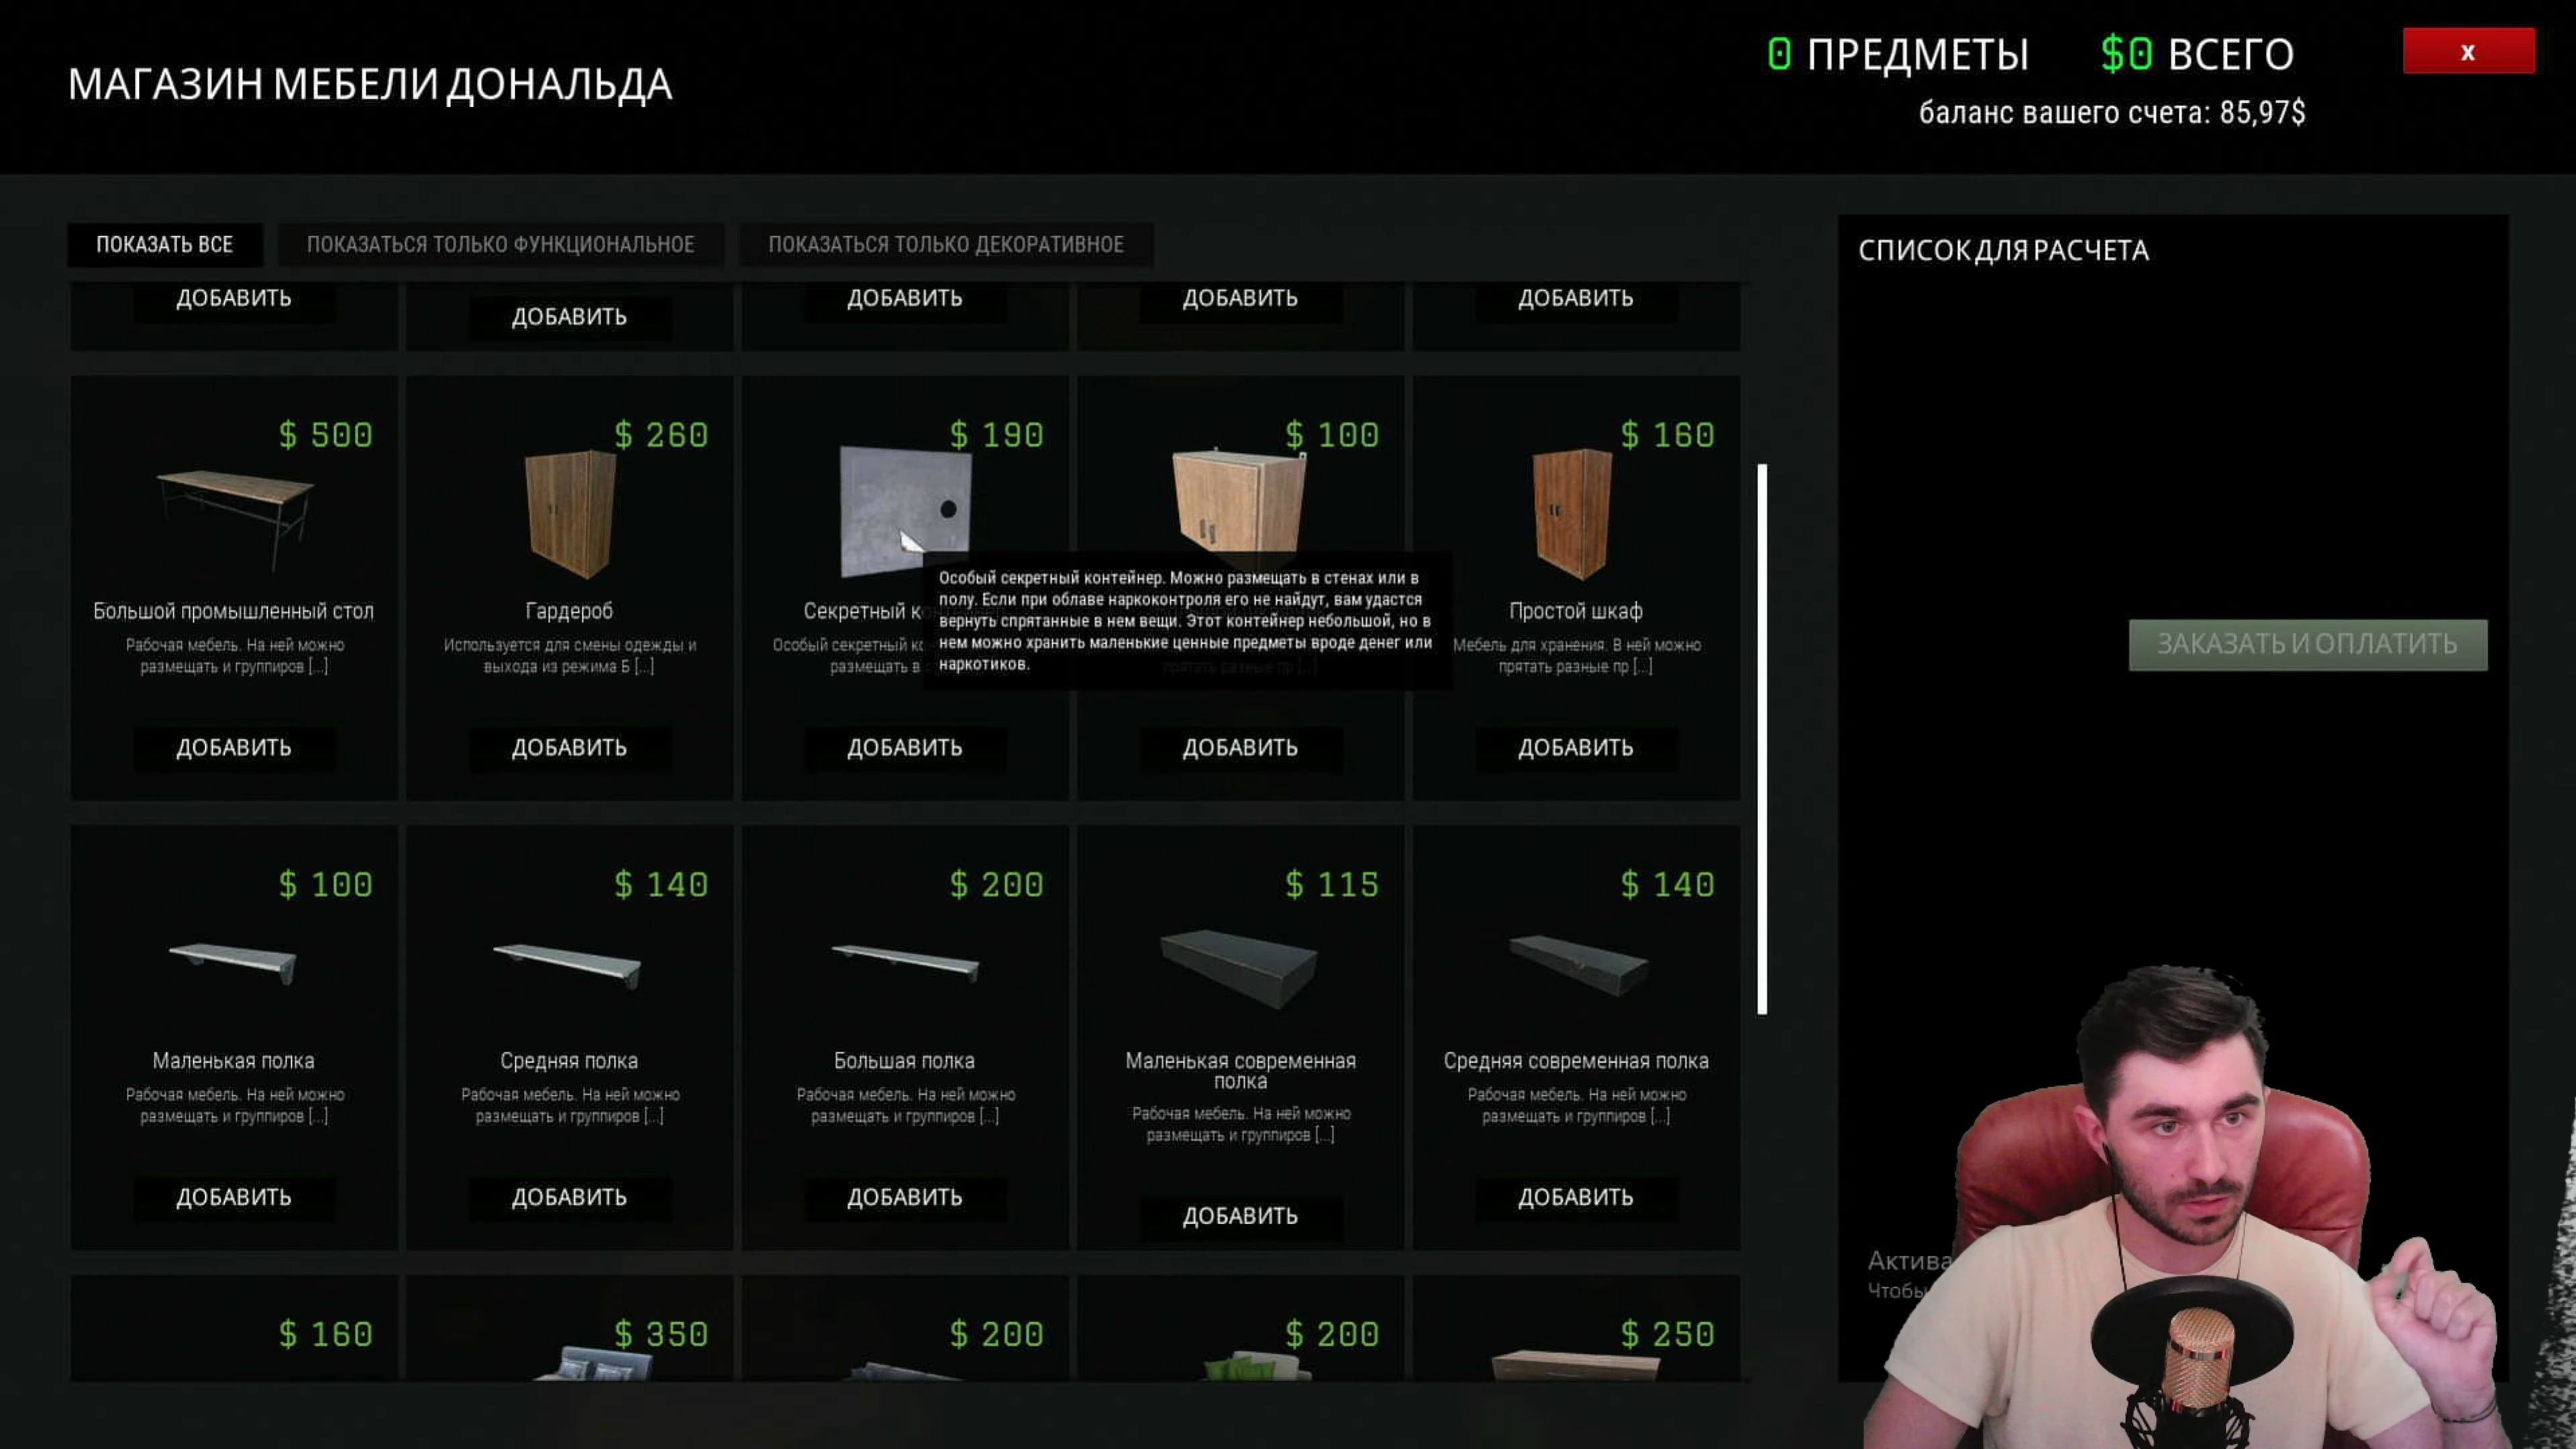 МАГАЗИН МЕБЕЛИ ДОНАЛЬДА
0 ПРЕДМЕТЫ $0 ВСЕГО
x
баланс вашего счета: 85,97$
ПОКАЗАТЬ ВСЕ
ПОКАЗАТЬСЯ ТОЛЬКО ФУНКЦИОНАЛЬНОЕ
ПОКАЗАТЬСЯ ТОЛЬКО ДЕКОРАТИВНОЕ
СПИСОК ДЛЯ РАСЧЕТА
ДОБАВИТЬ
ДОБАВИТЬ
ДОБАВИТЬ
ДОБАВИТЬ
ДОБАВИТЬ
$ 500
Большой промышленный стол
Рабочая мебель. На ней можно
размещать и группиров [...]
ДОБАВИТЬ
$ 260
Гардероб
Используется для смены одежды и
выхода из режима Б [...]
ДОБАВИТЬ
$ 190
Секретный
Особый секретный
размещать в
ДОБАВИТЬ
$ 100
Особый секретный контейнер. Можно размещать в стенах или в
полу. Если при облаве наркоконтроля его не найдут, вам удастся
вернуть спрятанные в нем вещи. Этот контейнер небольшой, но в
нем можно хранить маленькие ценные предметы вроде денег или
наркотиков.
прятать разные пр [...]
ДОБАВИТЬ
$ 160
Простой шкаф
Мебель для хранения. В ней можно
прятать разные пр [...]
ДОБАВИТЬ
ЗАКАЗАТЬ И ОПЛАТИТЬ
$ 100
Маленькая полка
Рабочая мебель. На ней можно
размещать и группиров [...]
ДОБАВИТЬ
$ 140
Средняя полка
Рабочая мебель. На ней можно
размещать и группиров [...]
ДОБАВИТЬ
$ 200
Большая полка
Рабочая мебель. На ней можно
размещать и группиров [...]
ДОБАВИТЬ
$ 115
Маленькая современная
полка
Рабочая мебель. На ней можно
размещать и группиров [...]
ДОБАВИТЬ
$ 140
Средняя современная полка
Рабочая мебель. На ней можно
размещать и группиров [...]
ДОБАВИТЬ
$ 160
$ 350
$ 200
$ 200
$ 250
Актива
Чтобы